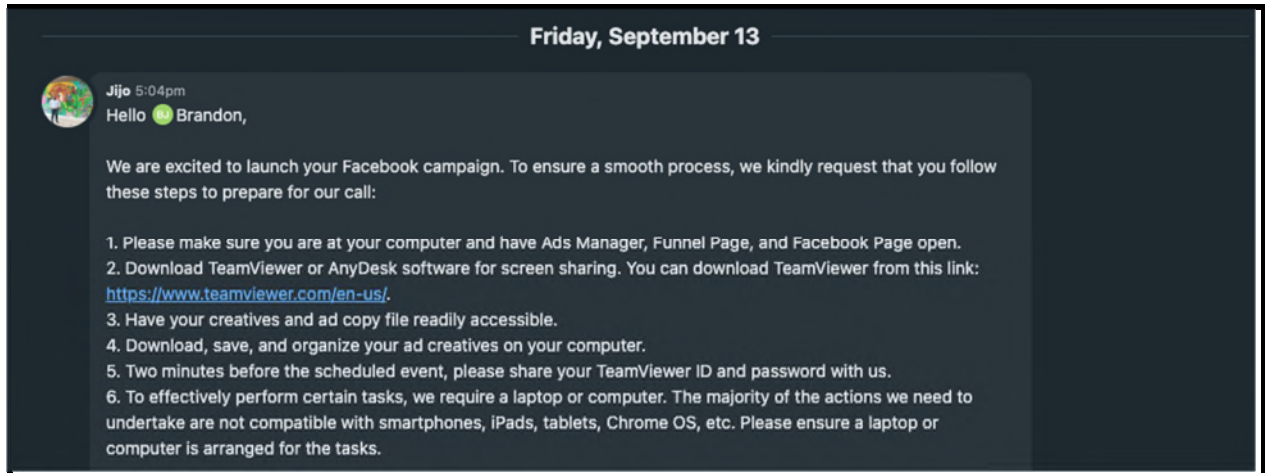 Friday, September 13
Jijo 5:04pm
Hello BJ Brandon,
We are excited to launch your Facebook campaign. To ensure a smooth process, we kindly request that you follow
these steps to prepare for our call:
1. Please make sure you are at your computer and have Ads Manager, Funnel Page, and Facebook Page open.
2. Download TeamViewer or AnyDesk software for screen sharing. You can download TeamViewer from this link:
https://www.teamviewer.com/en-us/.
3. Have your creatives and ad copy file readily accessible.
4. Download, save, and organize your ad creatives on your computer.
5. Two minutes before the scheduled event, please share your TeamViewer ID and password with us.
6. To effectively perform certain tasks, we require a laptop or computer. The majority of the actions we need to
undertake are not compatible with smartphones, iPads, tablets, Chrome OS, etc. Please ensure a laptop or
computer is arranged for the tasks.